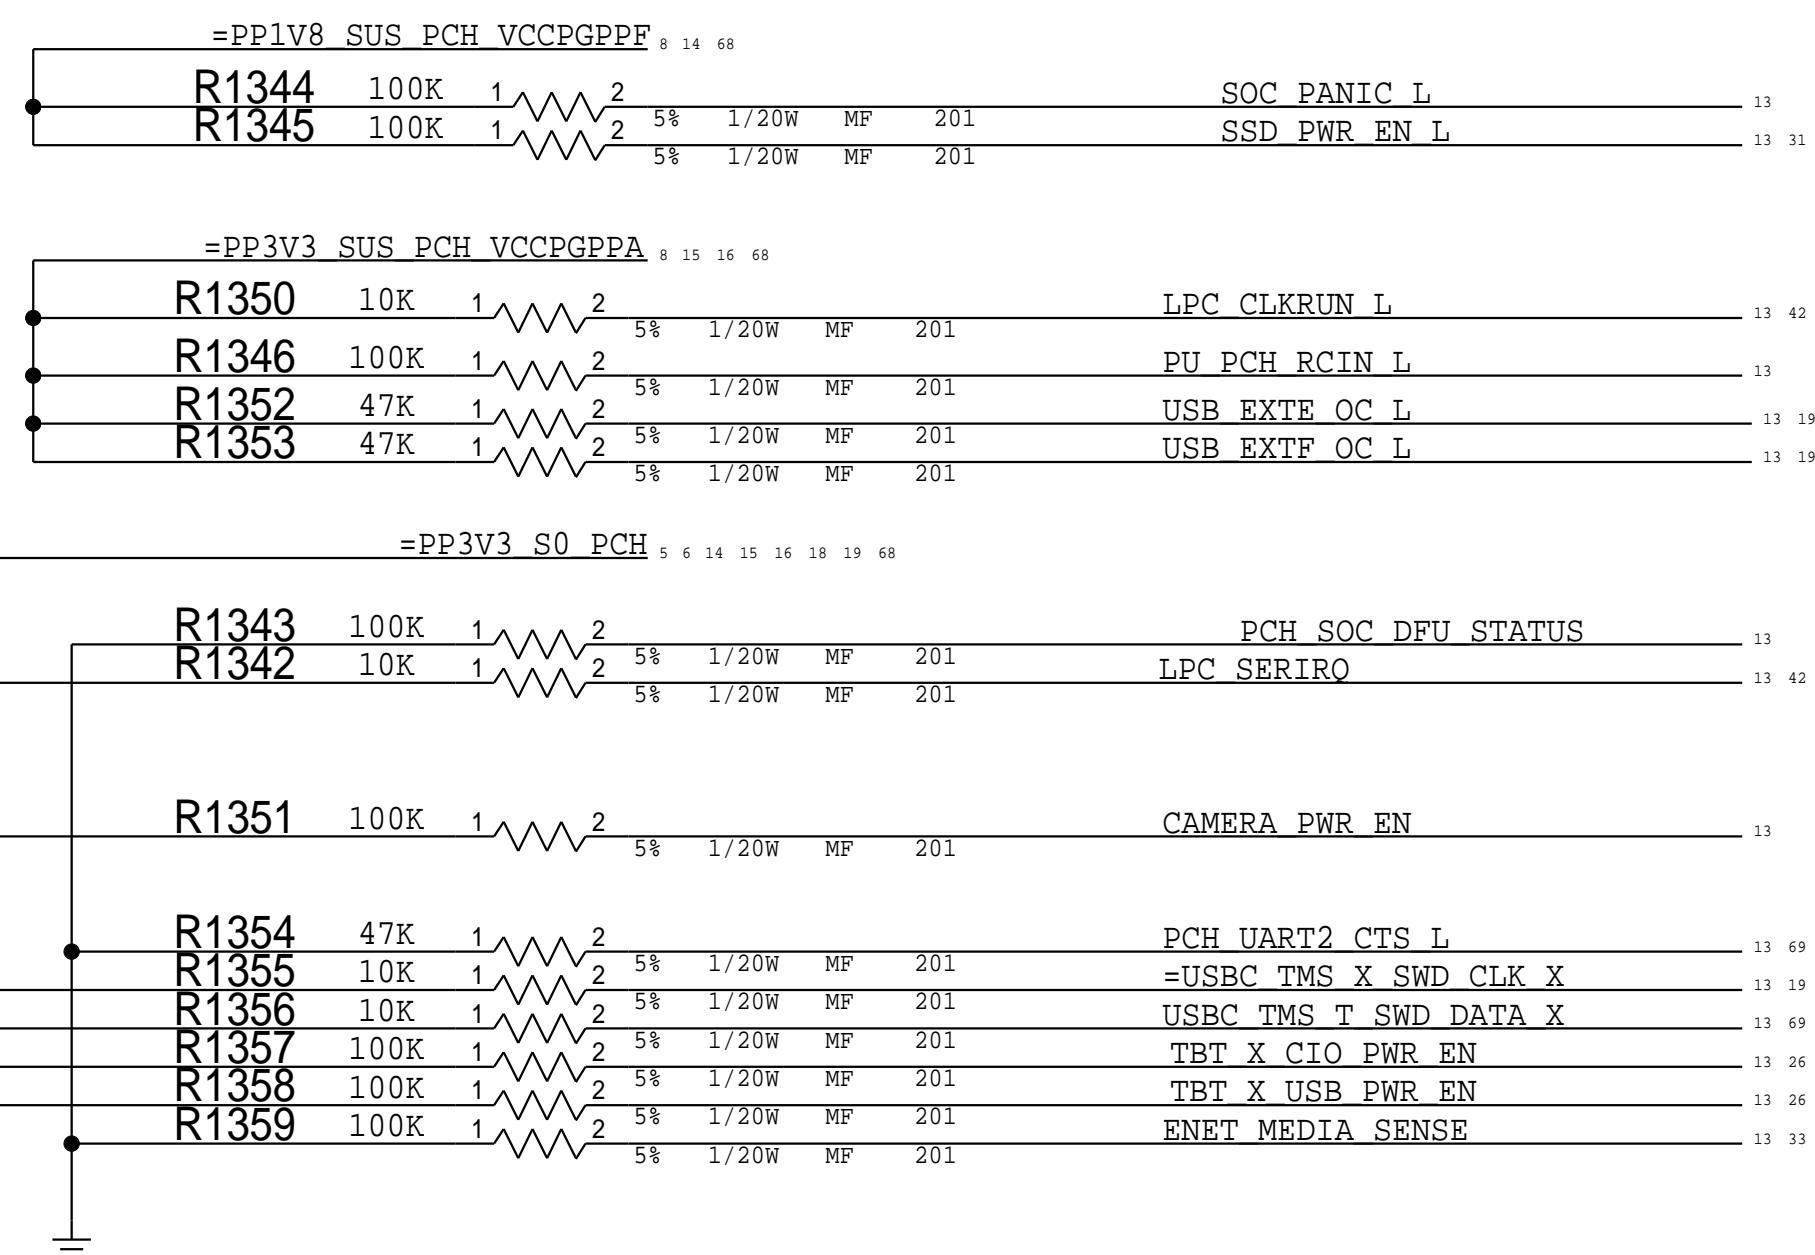 =PP1V8_SUS_PCH_VCCPGPPF 8 14 68
R1344 100K 1 2 SOC_PANIC_L 13
5% 1/20W MF 201
R1345 100K 1 2 SSD_PWR_EN_L 13 31
5% 1/20W MF 201
=PP3V3_SUS_PCH_VCCPGPPA 8 15 16 68
R1350 10K 1 2 LPC_CLKRUN_L 13 42
5% 1/20W MF 201
R1346 100K 1 2 PU_PCH_RCIN_L 13
5% 1/20W MF 201
R1352 47K 1 2 USB_EXTE_OC_L 13 19
5% 1/20W MF 201
R1353 47K 1 2 USB_EXTF_OC_L 13 19
5% 1/20W MF 201
=PP3V3_S0_PCH 5 6 14 15 16 18 19 68
R1343 100K 1 2 PCH_SOC_DFU_STATUS 13
5% 1/20W MF 201
R1342 10K 1 2 LPC_SERIRQ 13 42
5% 1/20W MF 201
R1351 100K 1 2 CAMERA_PWR_EN 13
5% 1/20W MF 201
R1354 47K 1 2 PCH_UART2_CTS_L 13 69
5% 1/20W MF 201
R1355 10K 1 2 =USBC_TMS_X_SWD_CLK_X 13 19
5% 1/20W MF 201
R1356 10K 1 2 USBC_TMS_T_SWD_DATA_X 13 69
5% 1/20W MF 201
R1357 100K 1 2 TBT_X_CIO_PWR_EN 13 26
5% 1/20W MF 201
R1358 100K 1 2 TBT_X_USB_PWR_EN 13 26
5% 1/20W MF 201
R1359 100K 1 2 ENET_MEDIA_SENSE 13 33
5% 1/20W MF 201